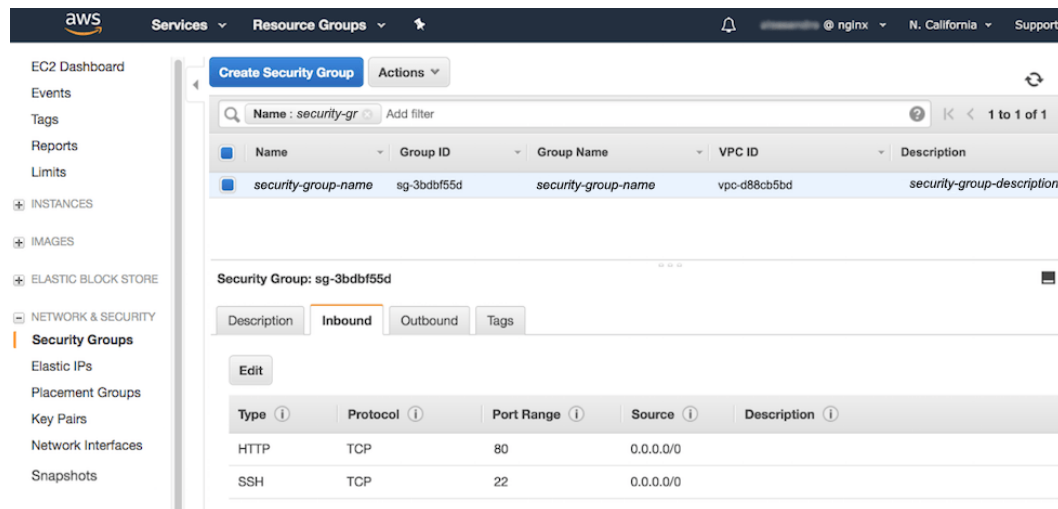 aws Services Resource Groups @ nginx N. California Support
EC2 Dashboard
Events
Tags
Reports
Limits
INSTANCES
IMAGES
ELASTIC BLOCK STORE
NETWORK & SECURITY
Security Groups
Elastic IPs
Placement Groups
Key Pairs
Network Interfaces
Snapshots
Create Security Group Actions
Name : security-gr Add filter 1 to 1 of 1
Name Group ID Group Name VPC ID Description
security-group-name sg-3bdbf55d security-group-name vpc-d88cb5bd security-group-description
Security Group: sg-3bdbf55d
Description Inbound Outbound Tags
Edit
Type Protocol Port Range Source Description
HTTP TCP 80 0.0.0.0/0
SSH TCP 22 0.0.0.0/0